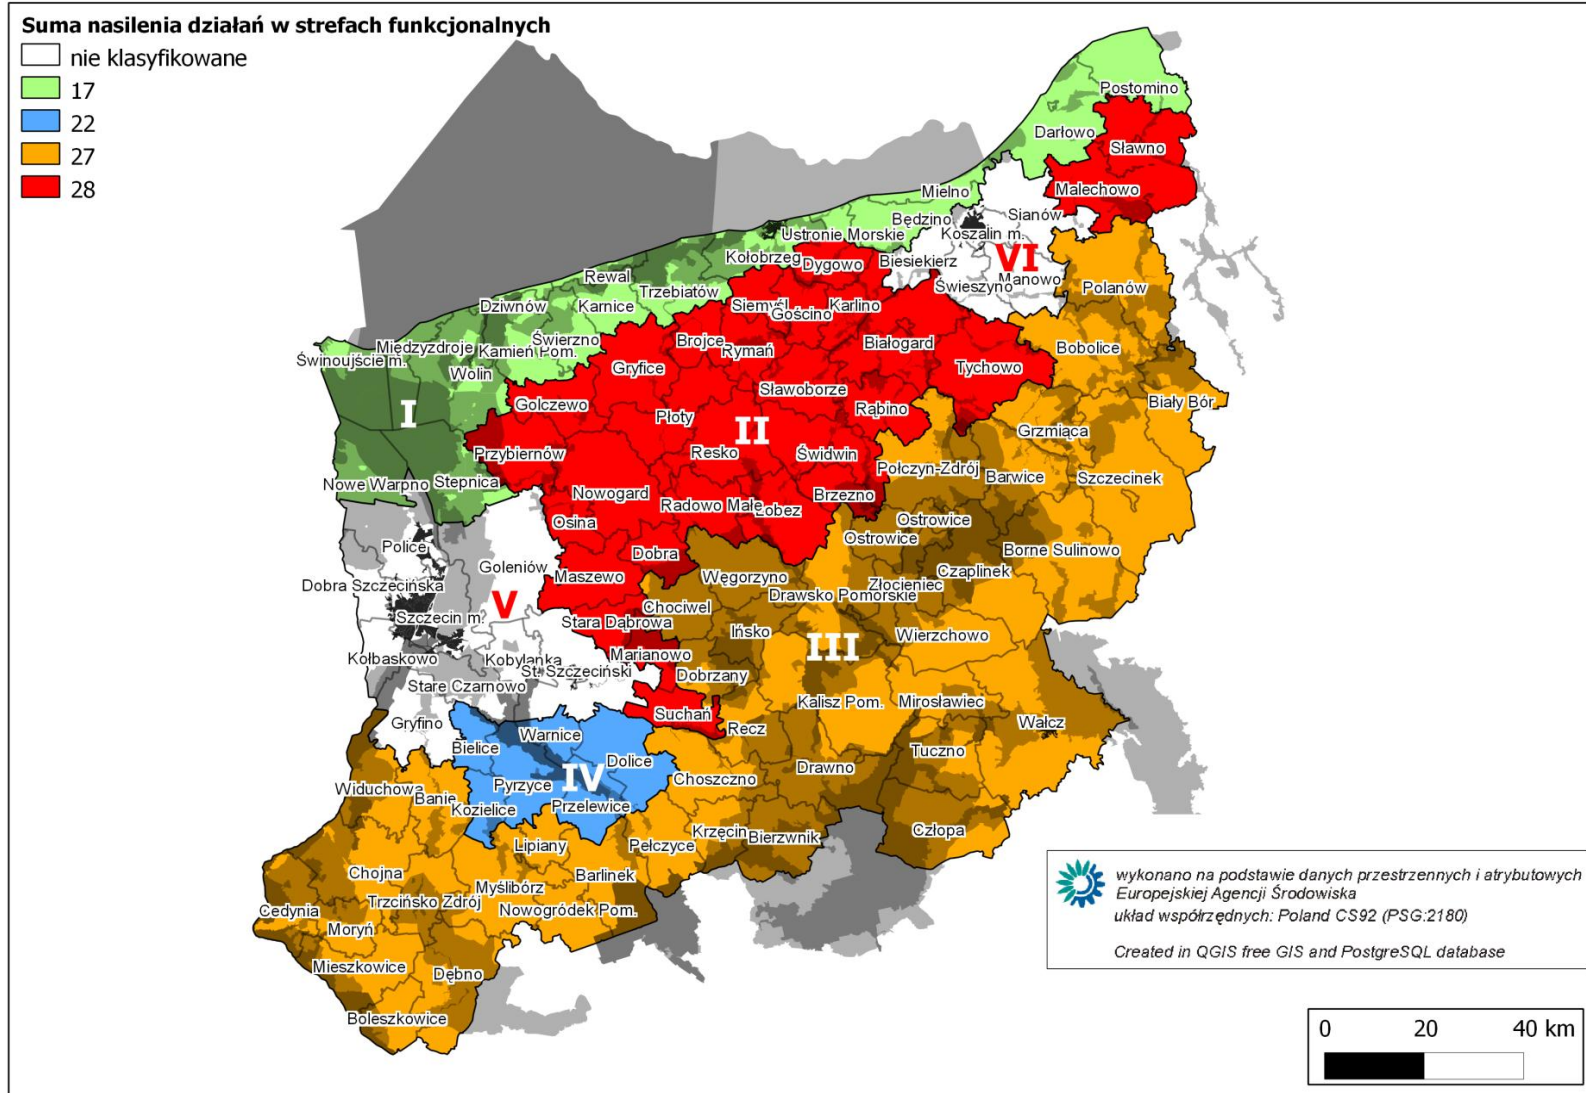 Suma nasilenia działań w strefach funkcjonalnych
nie klasyfikowane
17
22
27
28
Postomino
Darłowo
Sławno
Malechowo
Mielno
Będzino
Sianów
Koszalin m.
Ustronie Morskie
Kołobrzeg
Dygowo
Biesiekierz
VI
Manowo
Świeszyno
Polanów
Rewal
Trzebiatów
Dziwnów
Karnice
Siemyśl
Gościno
Karlino
Świerzno
Międzyzdroje
Kamień Pom.
Świnoujście m.
Wolin
Brojce
Rymań
Białogard
Bobolice
Gryfice
Tychowo
Sławoborze
Biały Bór
I
Golczewo
Płoty
Rąbino
II
Grzmiąca
Przybiernów
Resko
Świdwin
Połczyn-Zdrój
Barwice
Szczecinek
Nowe Warpno
Stepnica
Nowogard
Radowo Małe
Łobez
Brzezno
Osina
Ostrowice
Ostrowice
Police
Goleniów
Dobra
Borne Sulinowo
Dobra Szczecińska
Maszewo
Węgorzyno
Czaplinek
Złocieniec
Drawsko Pomorskie
V
Chociwel
Szczecin m.
Stara Dąbrowa
Ińsko
III
Wierzchowo
Kołbaskowo
Kobylanka
Marianowo
St. Szczeciński
Dobrzany
Stare Czarnowo
Kalisz Pom.
Mirosławiec
Gryfino
Suchań
Recz
Wałcz
Bielice
Warnice
Tuczno
Dolice
IV
Choszczno
Drawno
Widuchowa
Banie
Pyrzyce
Kozielice
Przelewice
Krzęcin
Bierzwnik
Człopa
Lipiany
Pełczyce
Chojna
Barlinek
Myślibórz
Trzcińsko Zdrój
Nowogródek Pom.
Cedynia
Moryń
Mieszkowice
Dębno
Boleszkowice
wykonano na podstawie danych przestrzennych i atrybutowych
Europejskiej Agencji Środowiska
układ współrzędnych: Poland CS92 (PSG:2180)
Created in QGIS free GIS and PostgreSQL database
0 20 40 km